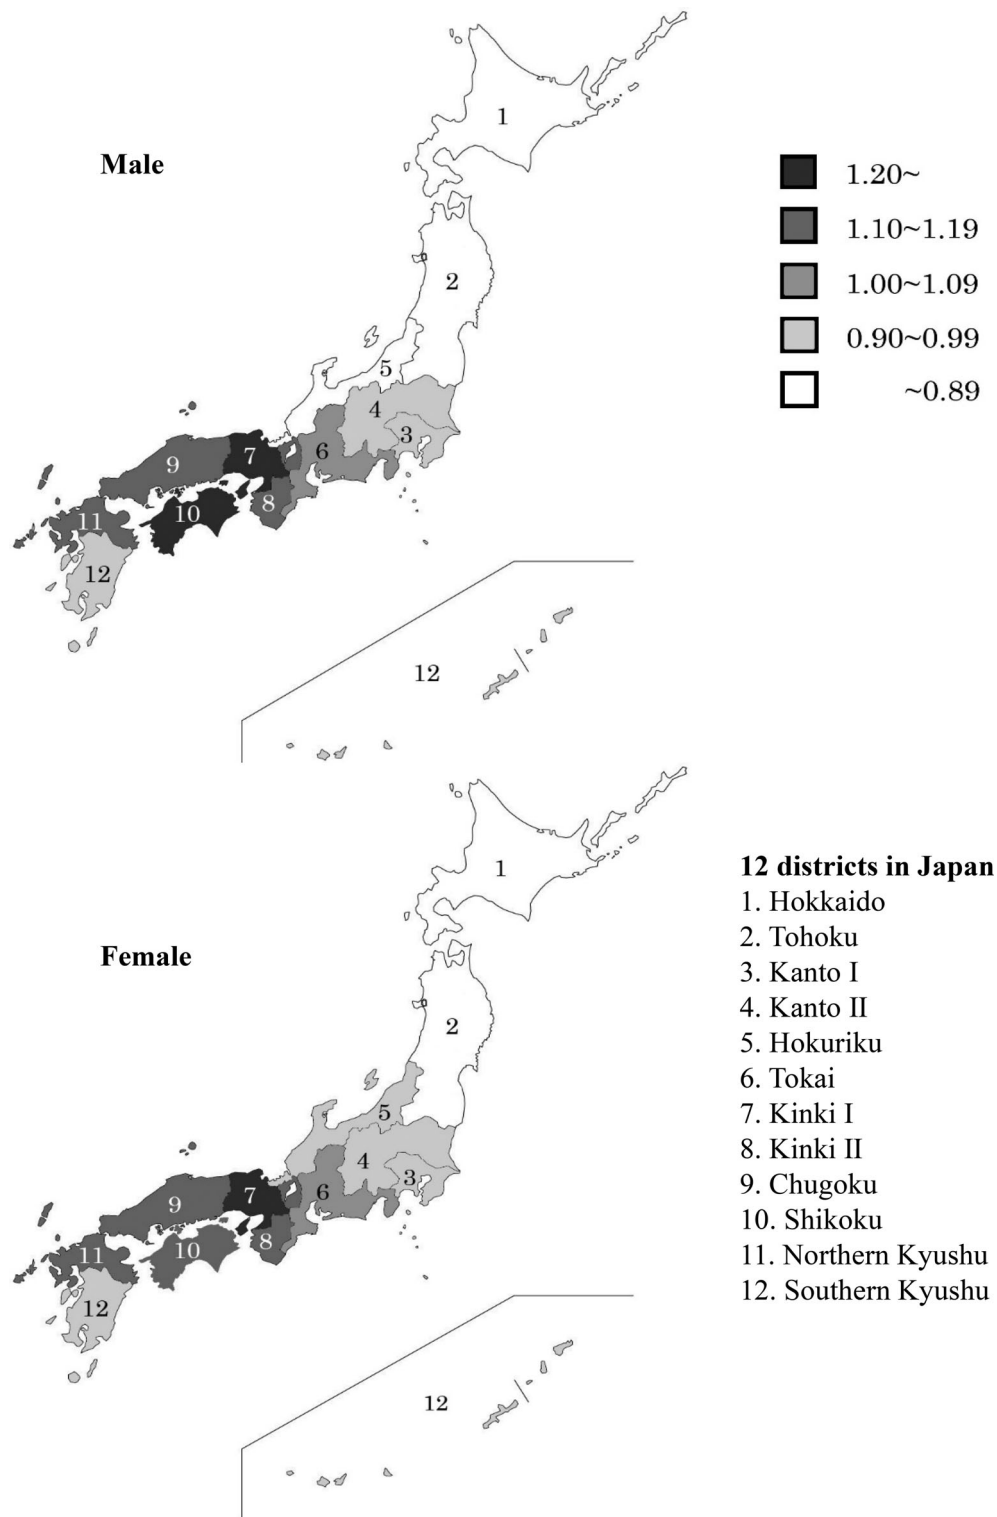 1
Male
1.20~
1.10~1.19
2
1.00~1.09
0.90~0.99
5
~0.89
4
3
6
7
9
8
10
11
12
12
1
12 districts in Japan
1. Hokkaido
2. Tohoku
Female
3. Kanto I
4. Kanto II
2
5. Hokuriku
6. Tokai
5
7. Kinki I
8. Kinki II
4
3
9. Chugoku
6
7
9
10. Shikoku
8
10
11
11. Northern Kyushu
12. Southern Kyushu
12
12